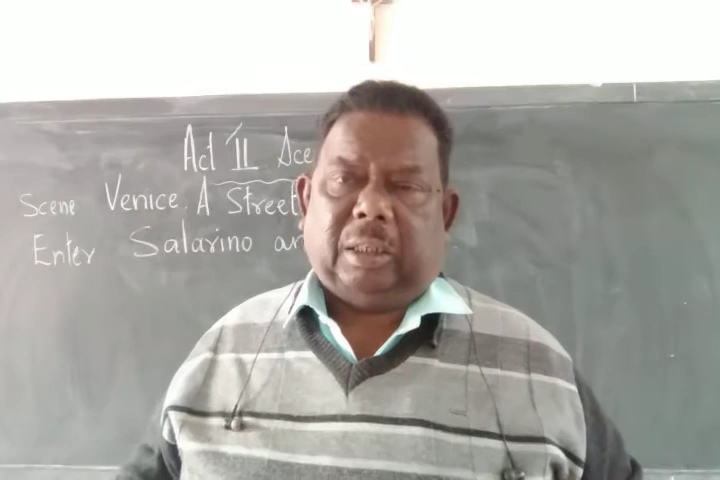 Act II Sce
Scene Venice. A Street
Enter Salarino an